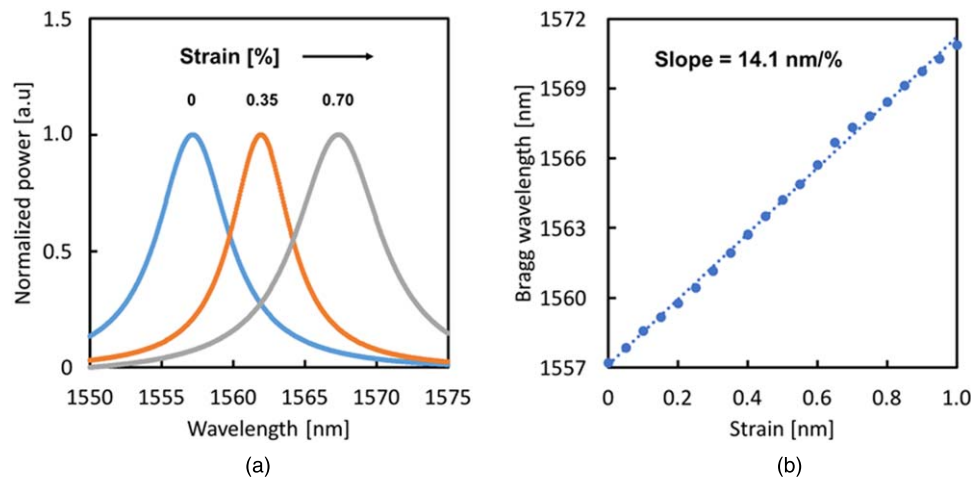 Strain [%]
0 0.35 0.70
Normalized power [a.u]
1.5
1.0
0.5
0
1550 1555 1560 1565 1570 1575
Wavelength [nm]
(a)
Slope = 14.1 nm/%
Bragg wavelength [nm]
1572
1569
1566
1563
1560
1557
0 0.2 0.4 0.6 0.8 1.0
Strain [nm]
(b)